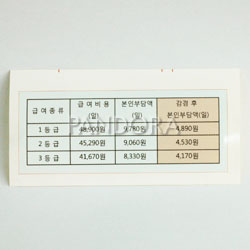 급여종류 급여비용(일) 본인부담액(일) 감경 후 본인부담액(일)
1등급 48,900원 9,780원 4,890원
2등급 45,290원 9,060원 4,530원
3등급 41,670원 8,330원 4,170원
PANDORA